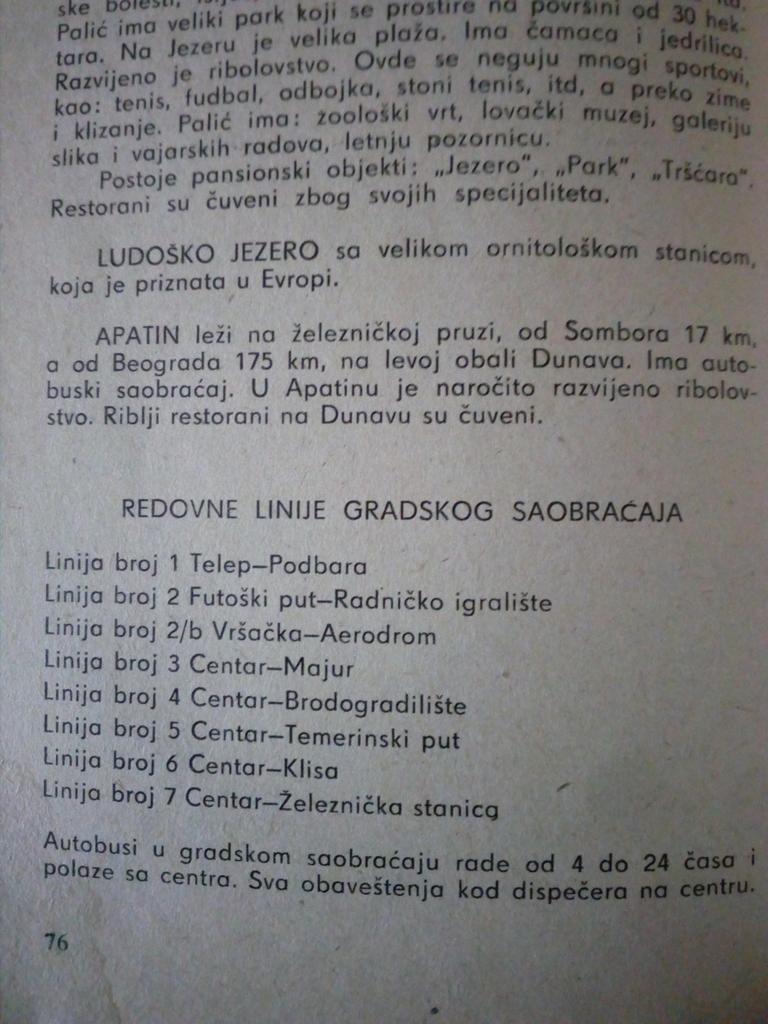 ske bolesti,
Palić ima veliki park koji se prostire na površini od 30 hek-
tara. Na Jezeru je velika plaža. Ima čamaca i jedrilica.
Razvijeno je ribolovstvo. Ovde se neguju mnogi sportovi,
kao: tenis, fudbal, odbojka, stoni tenis, itd, a preko zime
i klizanje. Palić ima: zoološki vrt, lovački muzej, galeriju
slika i vajarskih radova, letnju pozornicu.
Postoje pansionski objekti: „Jezero", „Park", „Tršćara".
Restorani su čuveni zbog svojih specijaliteta.
LUDOŠKO JEZERO sa velikom ornitološkom stanicom,
koja je priznata u Evropi.
APATIN leži na železničkoj pruzi, od Sombora 17 km,
a od Beograda 175 km, na levoj obali Dunava. Ima auto-
buski saobraćaj. U Apatinu je naročito razvijeno ribolov-
stvo. Riblji restorani na Dunavu su čuveni.
REDOVNE LINIJE GRADSKOG SAOBRAĆAJA
Linija broj 1 Telep—Podbara
Linija broj 2 Futoški put—Radničko igralište
Linija broj 2/b Vršačka—Aerodrom
Linija broj 3 Centar—Majur
Linija broj 4 Centar—Brodogradilište
Linija broj 5 Centar—Temerinski put
Linija broj 6 Centar—Klisa
Linija broj 7 Centar—Železnička stanica
Autobusi u gradskom saobraćaju rade od 4 do 24 časa i
polaze sa centra. Sva obaveštenja kod dispečera na centru.
76